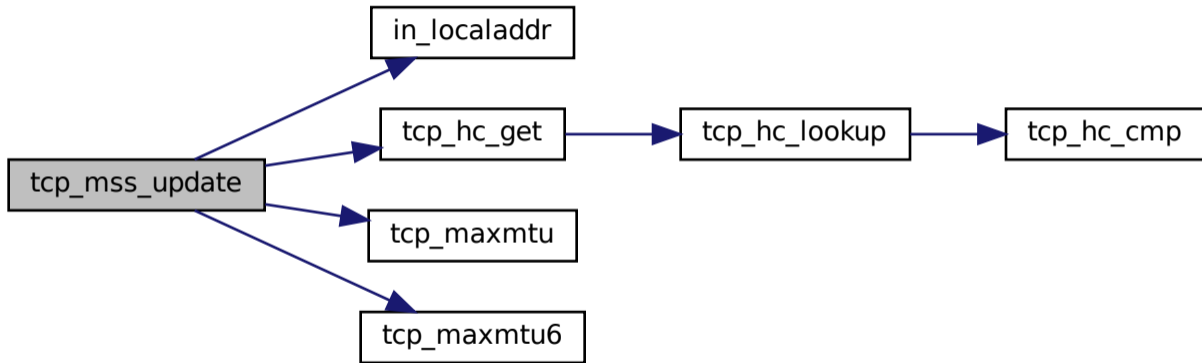 in_localaddr
tcp_hc_get
tcp_hc_lookup
tcp_hc_cmp
tcp_mss_update
tcp_maxmtu
tcp_maxmtu6